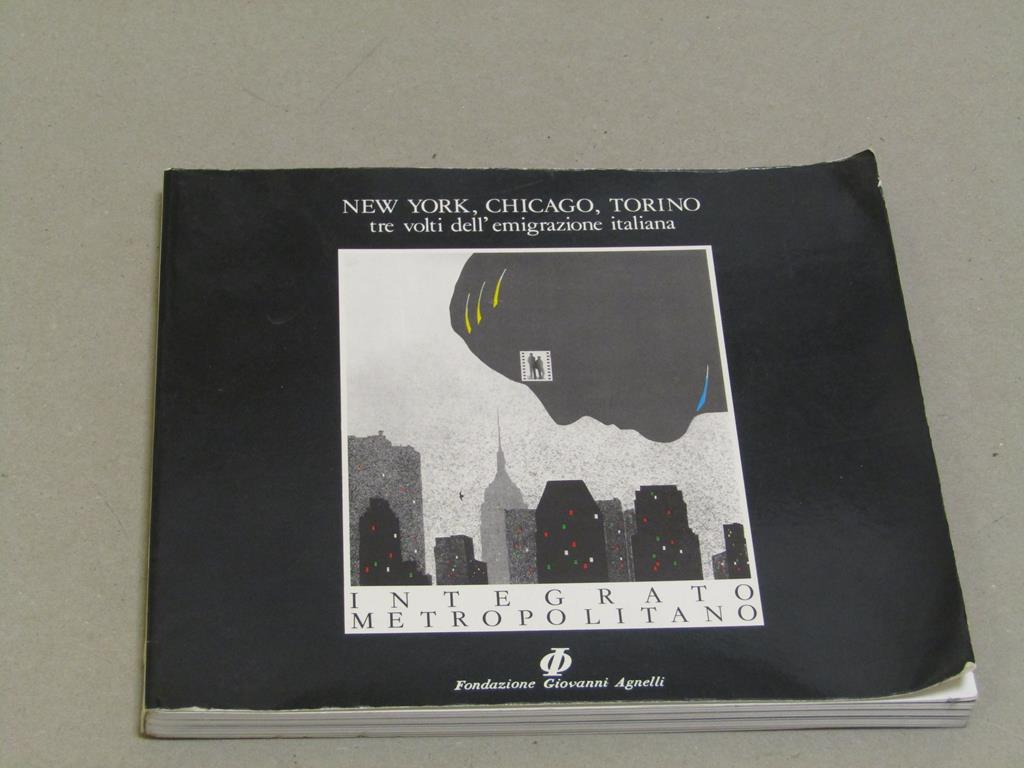 NEW YORK, CHICAGO, TORINO
tre volti dell'emigrazione italiana
INTEGRATO
METROPOLITANO
Φ
Fondazione Giovanni Agnelli